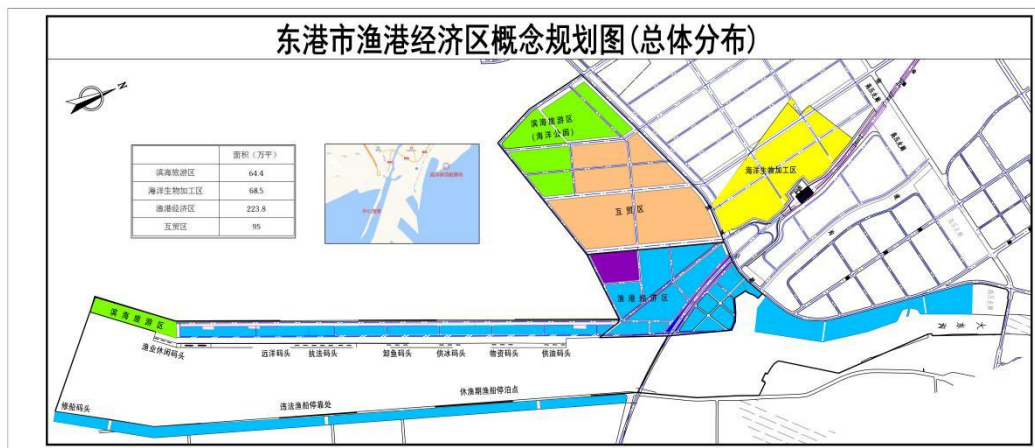 东港市渔港经济区概念规划图(总体分布)
N
面积（万平）
滨海旅游区 64.4
海洋生物加工区 68.5
渔港经济区 223.8
互贸区 95
滨海旅游区
(海洋公园)
海洋生物加工区
互贸区
渔港经济区
大东沟
滨海旅游区
渔业休闲码头
远洋码头
执法码头
卸鱼码头
供冰码头
物资码头
供油码头
休渔期渔船停泊点
违法渔船停靠处
修船码头